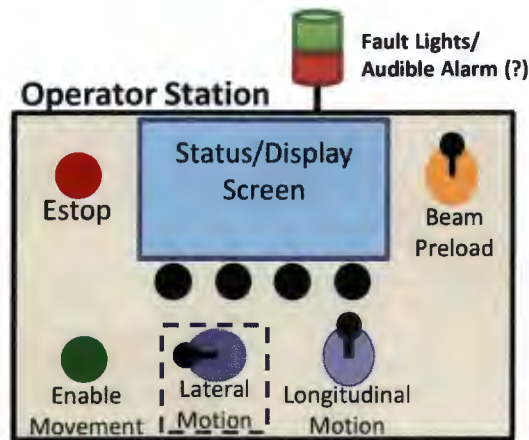 Fault Lights/
Audible Alarm (?)
Operator Station
Status/Display
Screen
Estop
Beam
Preload
Enable
Movement
Lateral
Motion
Longitudinal
Motion